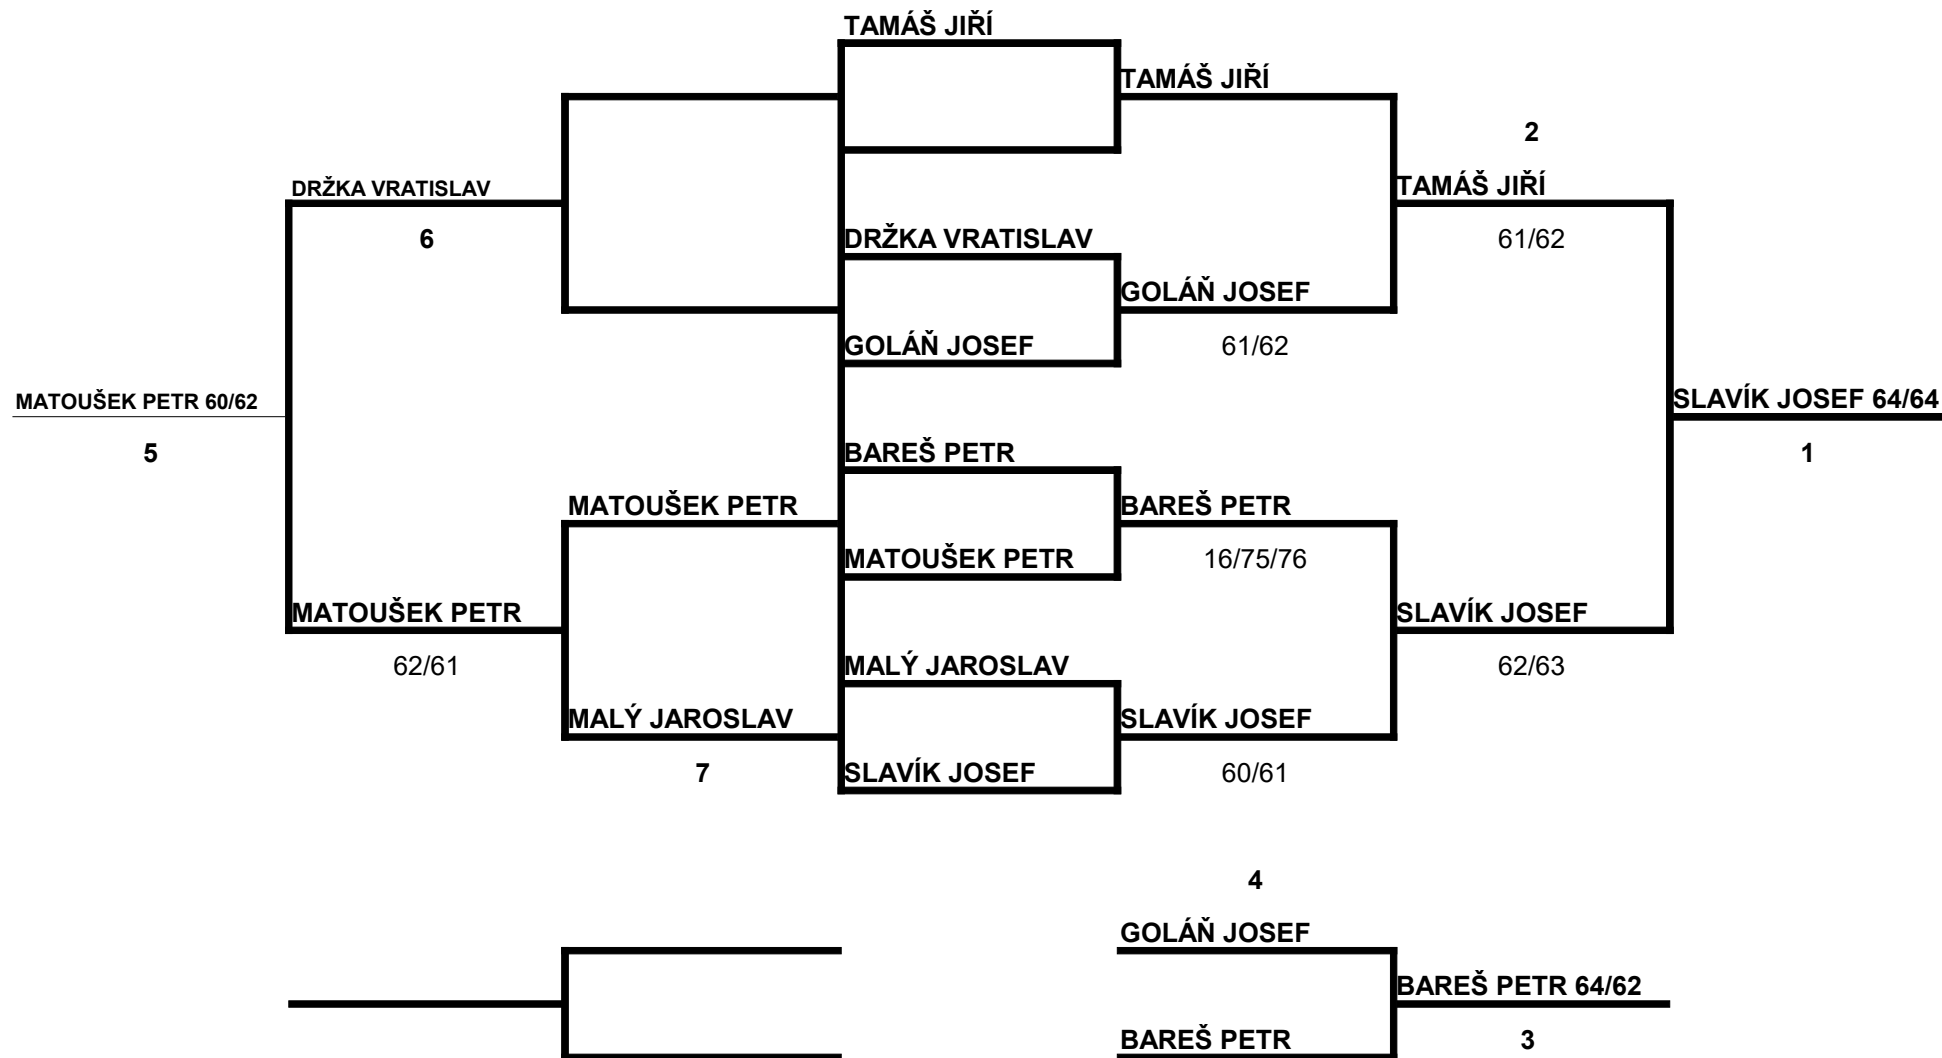 TAMÁŠ JIŘÍ
TAMÁŠ JIŘÍ
2
DRŽKA VRATISLAV
TAMÁŠ JIŘÍ
6
DRŽKA VRATISLAV
61/62
GOLÁŇ JOSEF
GOLÁŇ JOSEF
61/62
MATOUŠEK PETR 60/62
SLAVÍK JOSEF 64/64
5
BAREŠ PETR
1
MATOUŠEK PETR
BAREŠ PETR
MATOUŠEK PETR
16/75/76
MATOUŠEK PETR
SLAVÍK JOSEF
62/61
MALÝ JAROSLAV
62/63
MALÝ JAROSLAV
SLAVÍK JOSEF
7
SLAVÍK JOSEF
60/61
4
GOLÁŇ JOSEF
BAREŠ PETR 64/62
BAREŠ PETR
3